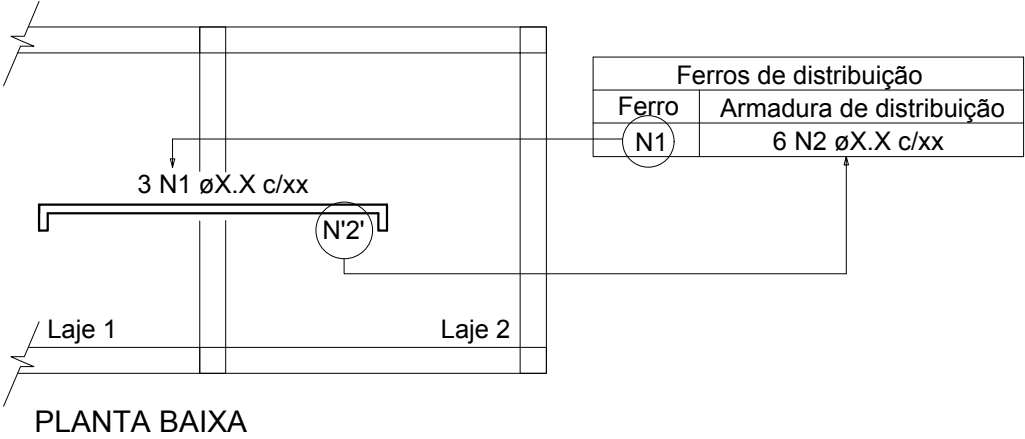 Ferros de distribuição
Ferro Armadura de distribuição
N1 6 N2 øX.X c/xx
3 N1 øX.X c/xx
N'2'
Laje 1 Laje 2
PLANTA BAIXA